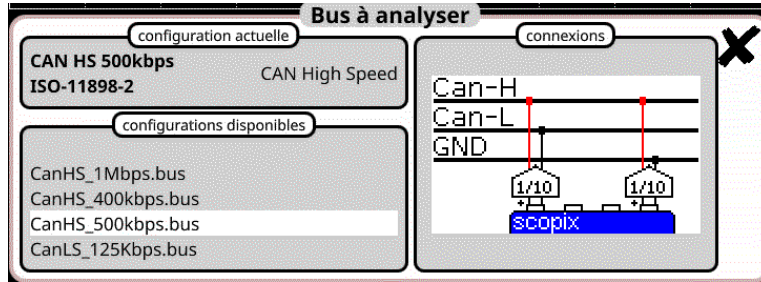 Bus à analyser
configuration actuelle
CAN HS 500kbps
ISO-11898-2
CAN High Speed
configurations disponibles
CanHS_1Mbps.bus
CanHS_400kbps.bus
CanHS_500kbps.bus
CanLS_125Kbps.bus
connexions
Can-H
Can-L
GND
1/10
1/10
scopix